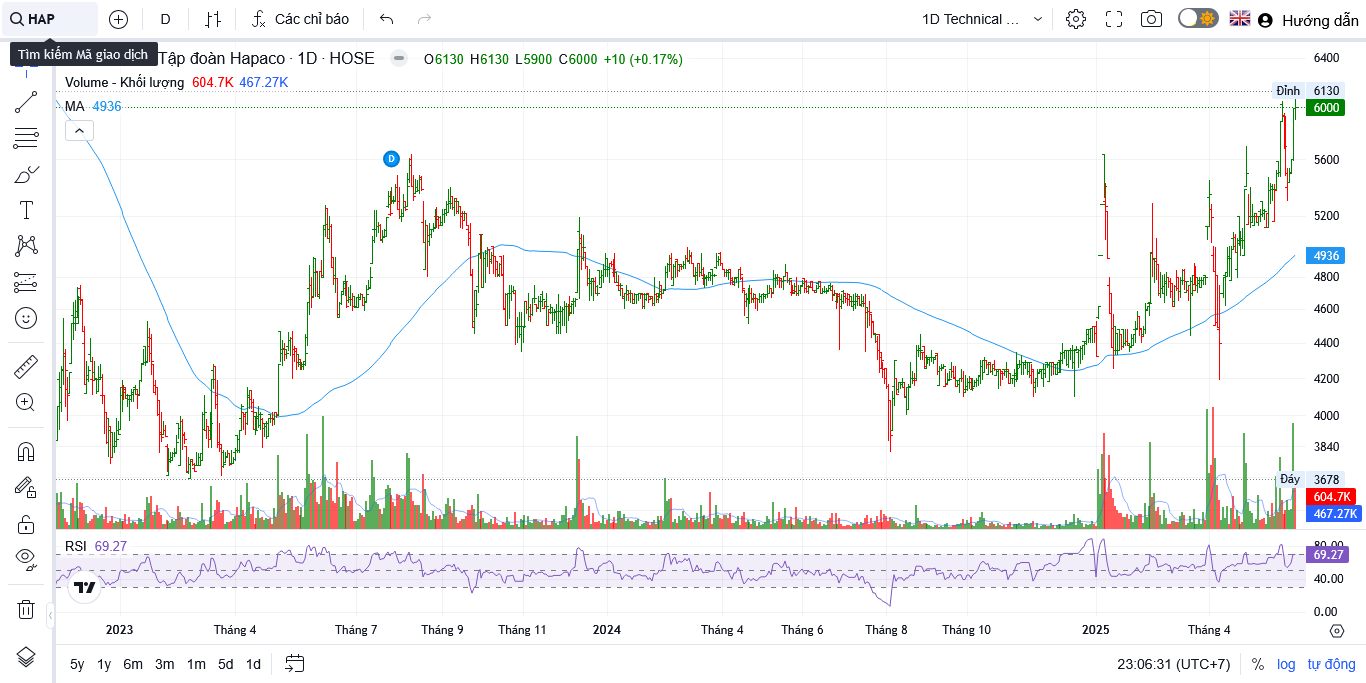 HAP
D
Các chỉ báo
1D Technical ...
Hướng dẫn
Tìm kiếm Mã giao dịch
Tập đoàn Hapaco · 1D · HOSE
O6130 H6130 L5900 C6000 +10 (+0.17%)
Volume - Khối lượng 604.7K 467.27K
MA 4936
D
6400
Đỉnh 6130
6000
5600
5200
4936
4800
4600
4400
4200
4000
3840
Đáy 3678
604.7K
467.27K
RSI 69.27
80.00
69.27
40.00
0.00
2023 Tháng 4 Tháng 7 Tháng 9 Tháng 11 2024 Tháng 4 Tháng 6 Tháng 8 Tháng 10 2025 Tháng 4
5y 1y 6m 3m 1m 5d 1d
23:06:31 (UTC+7) % log tự động